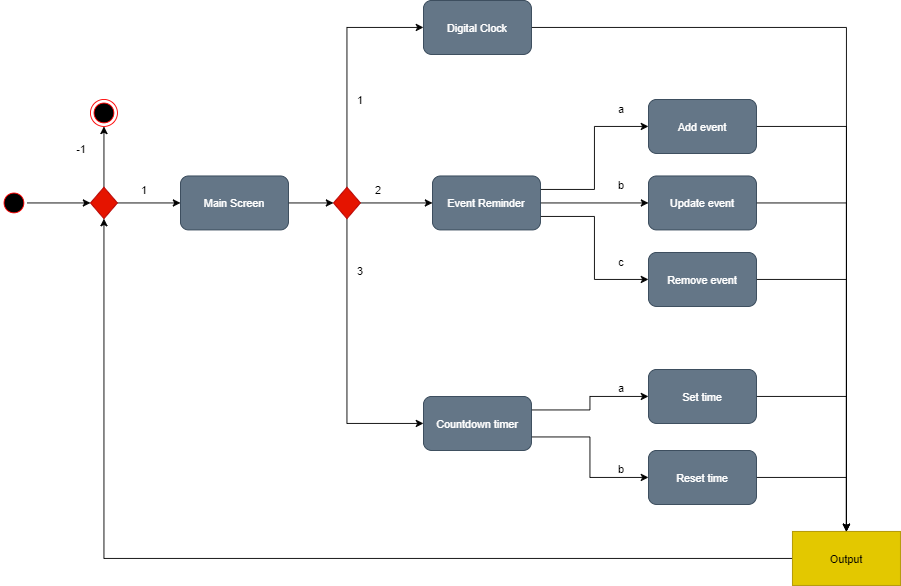 Digital Clock
1
a
Add event
-1
1
Main Screen
2
Event Reminder
b
Update event
3
c
Remove event
a
Set time
Countdown timer
b
Reset time
Output